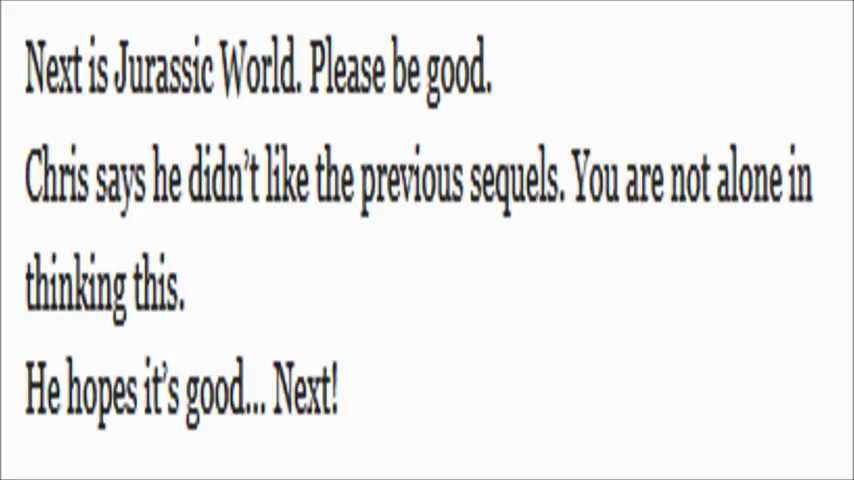 Next is Jurassic World. Please be good.
Chris says he didn’t like the previous sequels. You are not alone in
thinking this.
He hopes it’s good... Next!